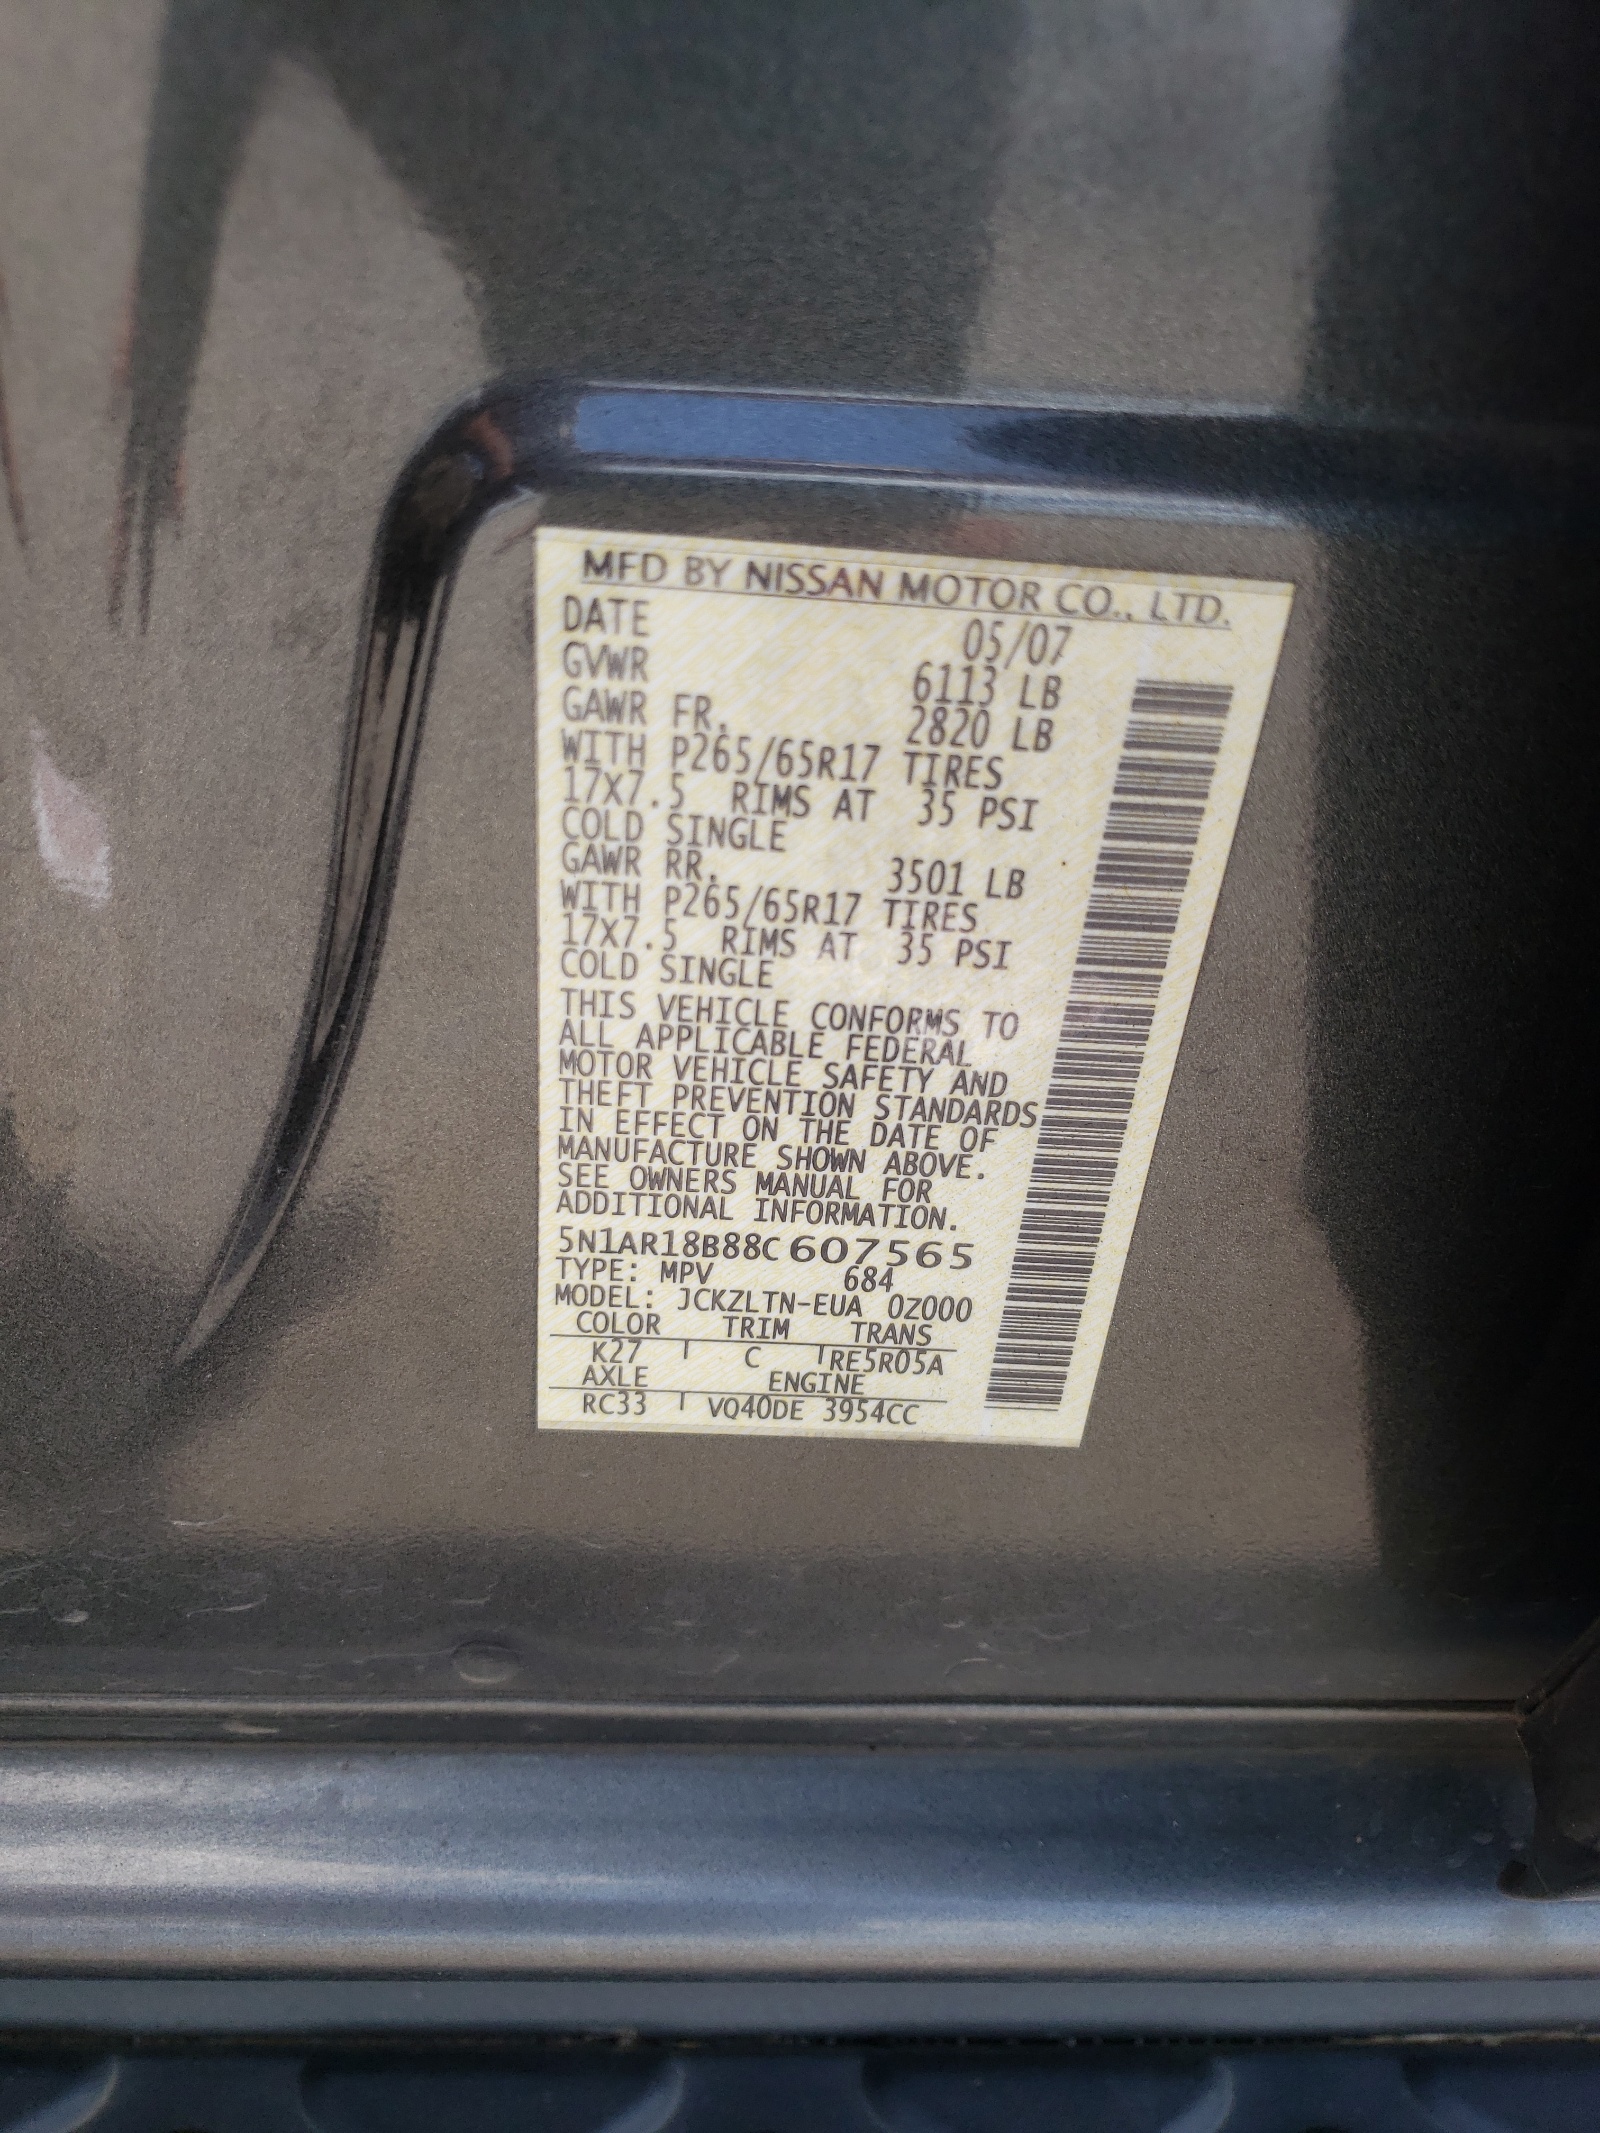 MFD BY NISSAN MOTOR CO., LTD.
DATE 05/07
GVWR 6113 LB
GAWR FR. 2820 LB
WITH P265/65R17 TIRES
17X7.5 RIMS AT 35 PSI
COLD SINGLE
GAWR RR. 3501 LB
WITH P265/65R17 TIRES
17X7.5 RIMS AT 35 PSI
COLD SINGLE
THIS VEHICLE CONFORMS TO
ALL APPLICABLE FEDERAL
MOTOR VEHICLE SAFETY AND
THEFT PREVENTION STANDARDS
IN EFFECT ON THE DATE OF
MANUFACTURE SHOWN ABOVE.
SEE OWNERS MANUAL FOR
ADDITIONAL INFORMATION.
5N1AR18B88C607565
TYPE: MPV 684
MODEL: JCKZLTN-EUA 0Z000
COLOR TRIM TRANS
K27 C RE5R05A
AXLE ENGINE
RC33 VQ40DE 3954CC